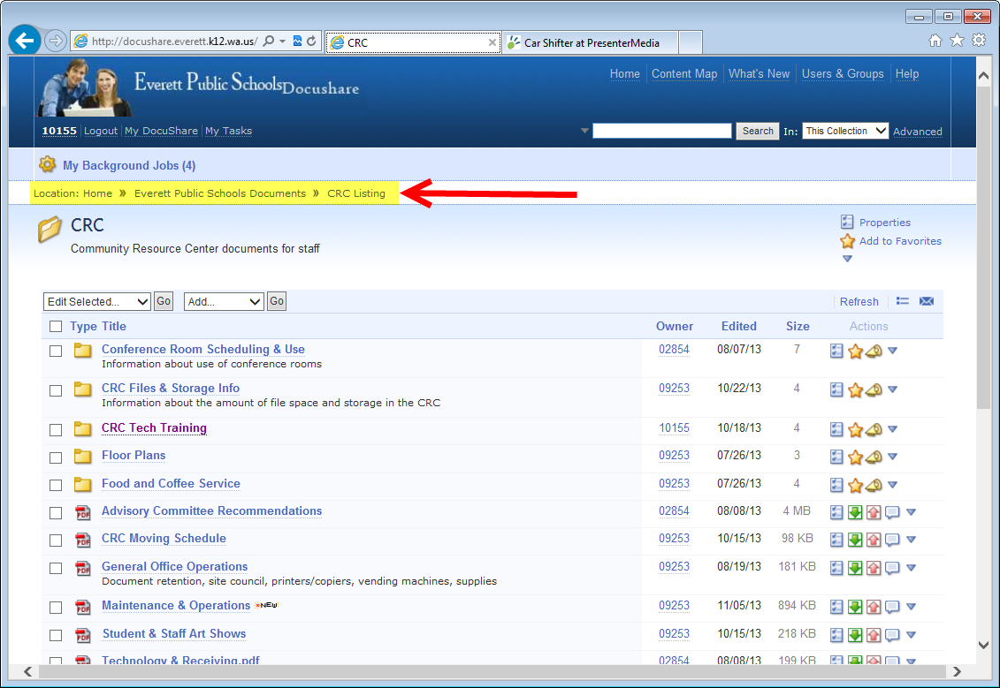 http://docushare.everett.k12.wa.us/
CRC
Car Shifter at PresenterMedia
Everett Public Schools Docushare
Home Content Map What's New Users & Groups Help
10155 Logout My DocuShare My Tasks
Search In: This Collection Advanced
My Background Jobs (4)
Location: Home » Everett Public Schools Documents » CRC Listing
CRC
Community Resource Center documents for staff
Properties
Add to Favorites
Edit Selected... Go Add... Go Refresh
Type Title Owner Edited Size Actions
Conference Room Scheduling & Use 02854 08/07/13 7
Information about use of conference rooms
CRC Files & Storage Info 09253 10/22/13 4
Information about the amount of file space and storage in the CRC
CRC Tech Training 10155 10/18/13 4
Floor Plans 09253 07/26/13 3
Food and Coffee Service 09253 07/26/13 4
PDF Advisory Committee Recommendations 02854 08/08/13 4 MB
PDF CRC Moving Schedule 09253 10/15/13 98 KB
PDF General Office Operations 09253 08/19/13 181 KB
Document retention, site council, printers/copiers, vending machines, supplies
PDF Maintenance & Operations NEW 09253 11/05/13 894 KB
PDF Student & Staff Art Shows 09253 10/15/13 218 KB
Technology & Receiving.pdf 02854 08/08/13 199 KB